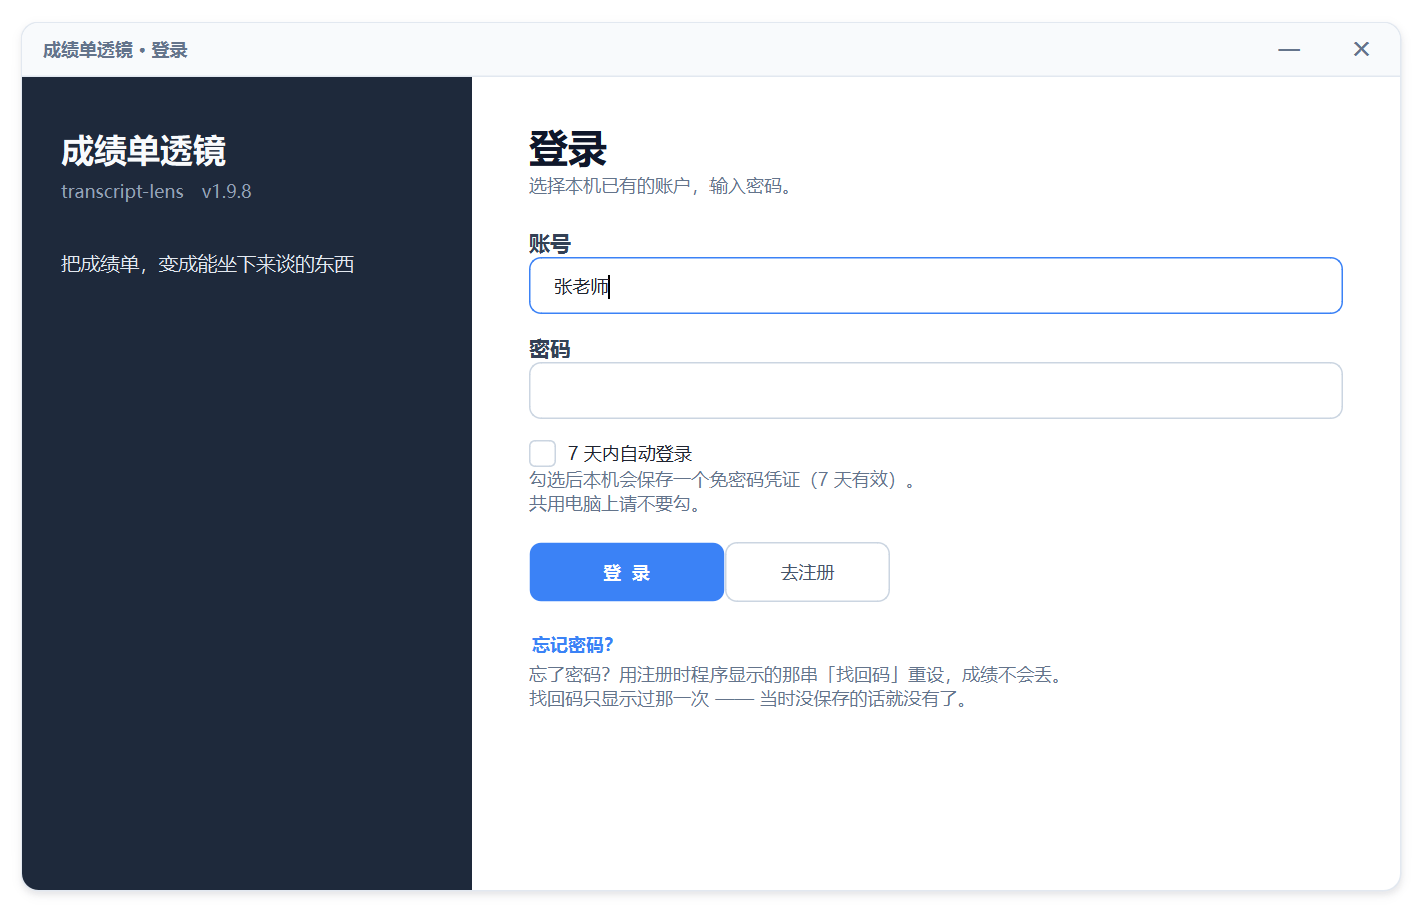 成绩单透镜 • 登录
成绩单透镜
transcript-lens v1.9.8
把成绩单，变成能坐下来谈的东西
登录
选择本机已有的账户，输入密码。
账号
张老师
密码
7 天内自动登录
勾选后本机会保存一个免密码凭证（7 天有效）。
共用电脑上请不要勾。
登 录
去注册
忘记密码？
忘了密码？用注册时程序显示的那串「找回码」重设，成绩不会丢。
找回码只显示过那一次 —— 当时没保存的话就没有了。